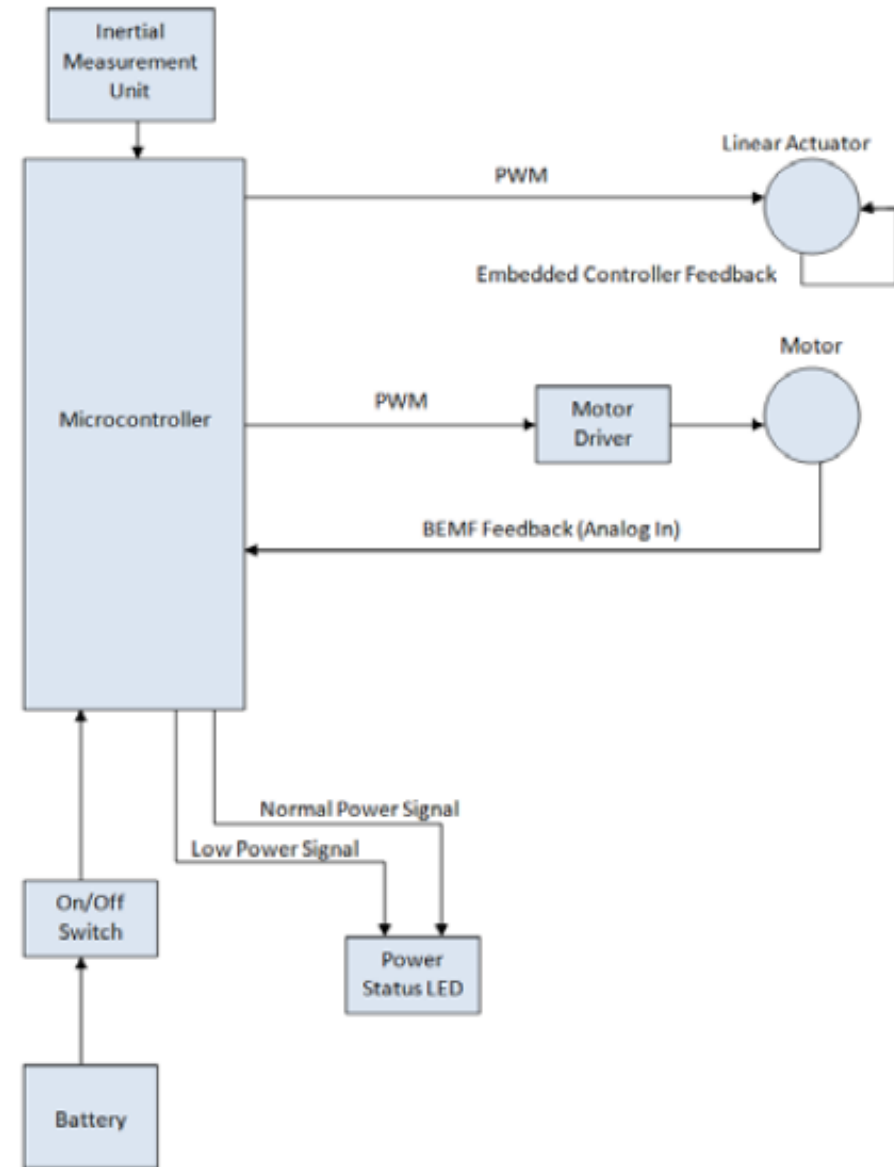 Inertial
Measurement
Unit
Linear Actuator
PWM
Embedded Controller Feedback
Motor
Microcontroller
PWM
Motor
Driver
BEMF Feedback (Analog In)
Normal Power Signal
Low Power Signal
On/Off
Switch
Power
Status LED
Battery